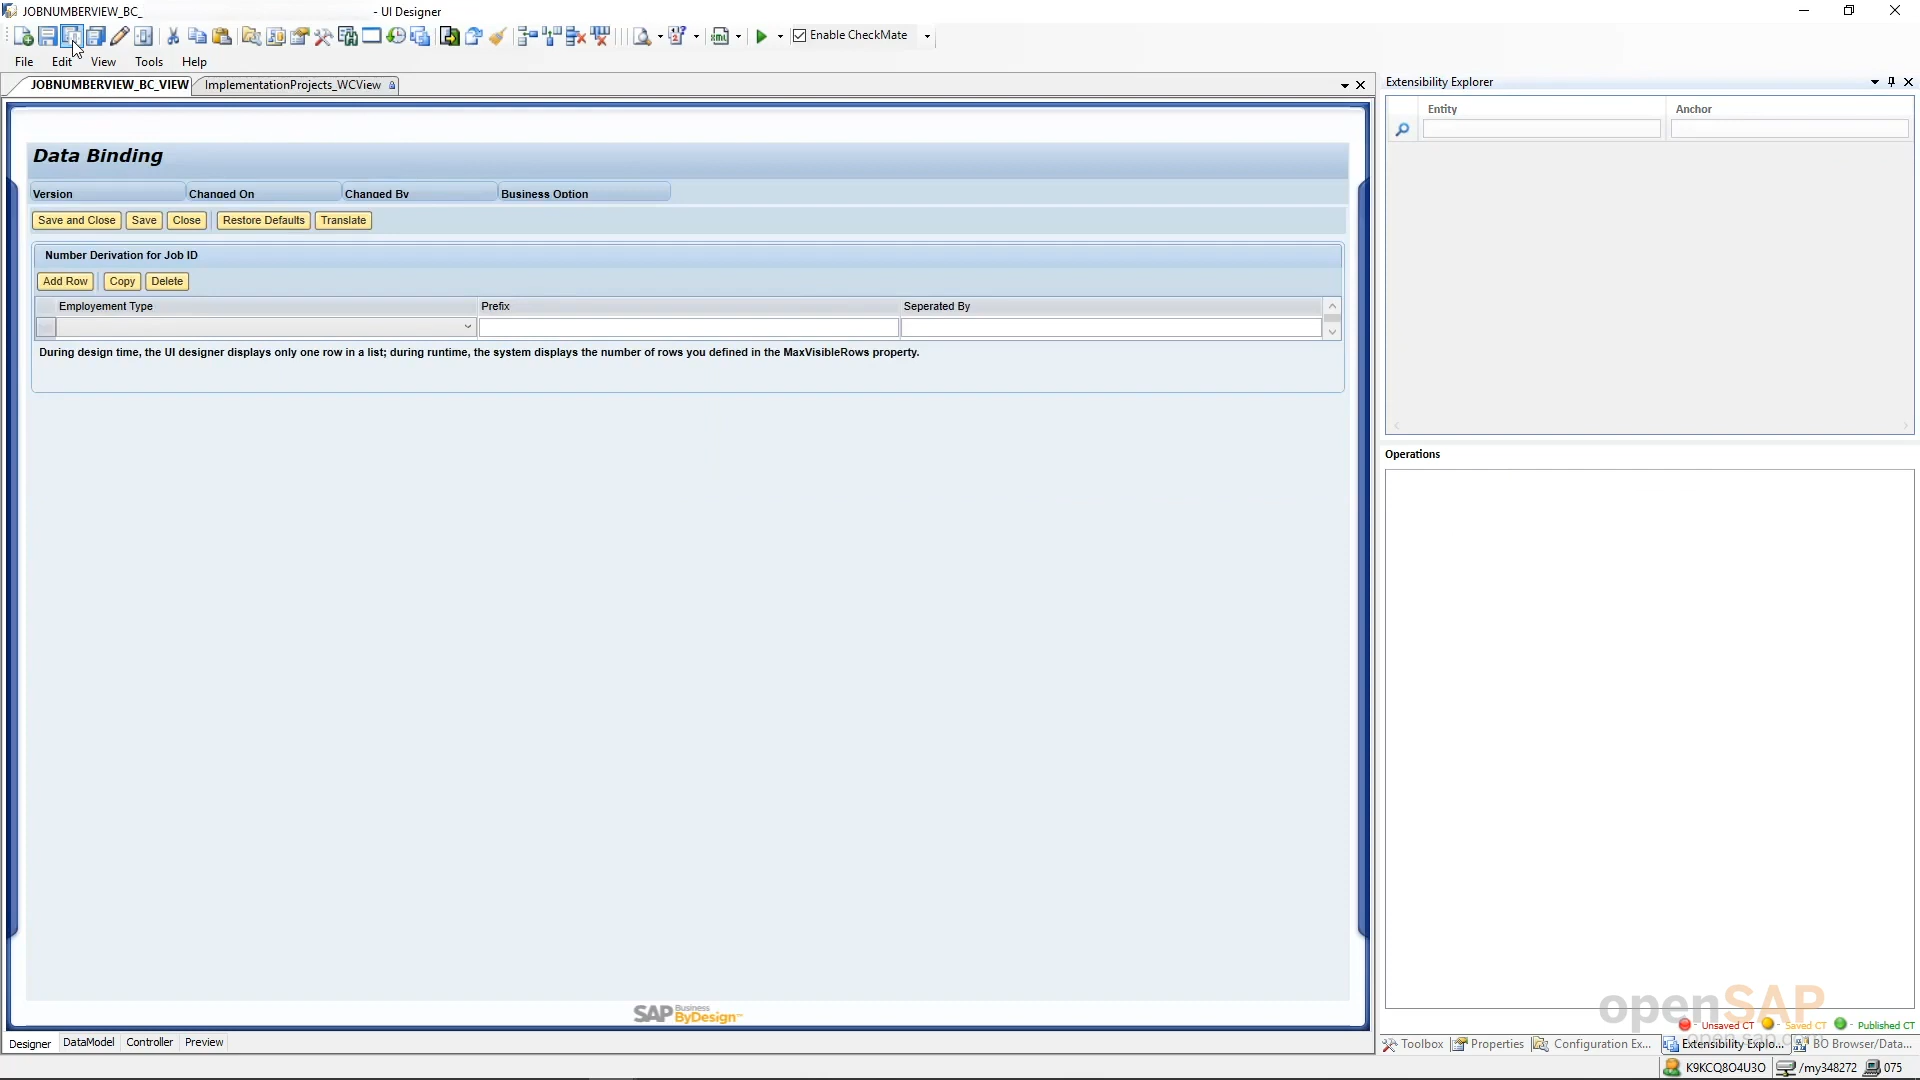 JOBNUMBERVIEW_BC_ - UI Designer
Enable CheckMate
File Edit View Tools Help
JOBNUMBERVIEW_BC_VIEW ImplementationProjects_WCView
Extensibility Explorer
Entity Anchor
Data Binding
Version Changed On Changed By Business Option
Save and Close Save Close Restore Defaults Translate
Number Derivation for Job ID
Add Row Copy Delete
Employement Type Prefix Seperated By
During design time, the UI designer displays only one row in a list; during runtime, the system displays the number of rows you defined in the MaxVisibleRows property.
Operations
SAP Business ByDesign
openSAP
- Unsaved CT - Saved CT - Published CT
Designer DataModel Controller Preview
Toolbox Properties Configuration Ex... Extensibility Explo... BO Browser/Data...
K9KCQ8O4U3O /my348272 075